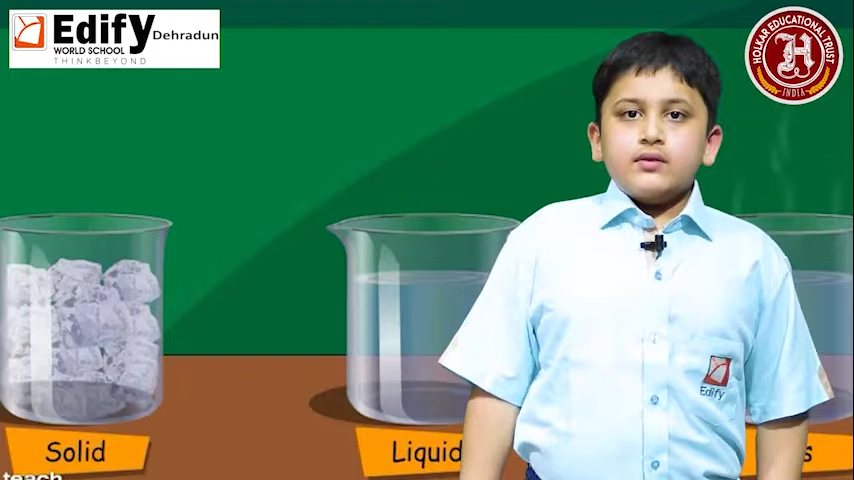 Edify
Dehradun
WORLD SCHOOL
THINKBEYOND
HOLKAR EDUCATIONAL TRUST
H
INDIA
Edify
Solid
Liquid
s
teach